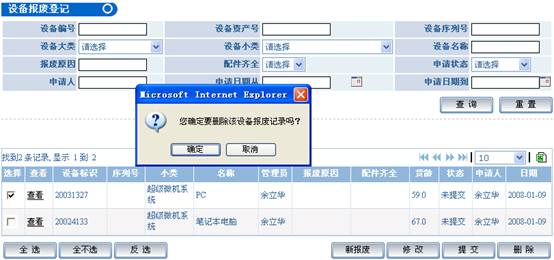 设备报废登记
设备编号 设备资产号 设备序列号
设备大类 请选择 设备小类 请选择 设备名称
报废原因 配件齐全 请选择 申请状态 请选择
申请人 申请日期从 申请日期到
查 询 重 置
Microsoft Internet Explorer
您确定要删除该设备报废记录吗?
确定 取消
找到2 条记录, 显示 1 到 2 10
选择 查看 设备标识 序列号 小类 名称 管理员 报废原因 配件齐全 货龄 状态 申请人 日期
查看 20031327 超级微机系统 PC 余立华 59.0 未提交 余立华 2008-01-09
查看 20024133 超级微机系统 笔记本电脑 余立华 67.0 未提交 余立华 2008-01-09
全 选 全不选 反 选 新报废 修 改 提 交 删 除